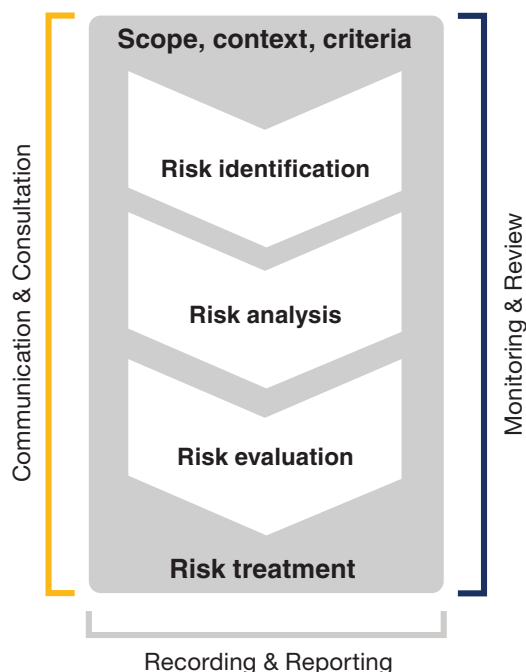 Scope, context, criteria
Communication & Consultation
Risk identification
Risk analysis
Risk evaluation
Monitoring & Review
Risk treatment
Recording & Reporting